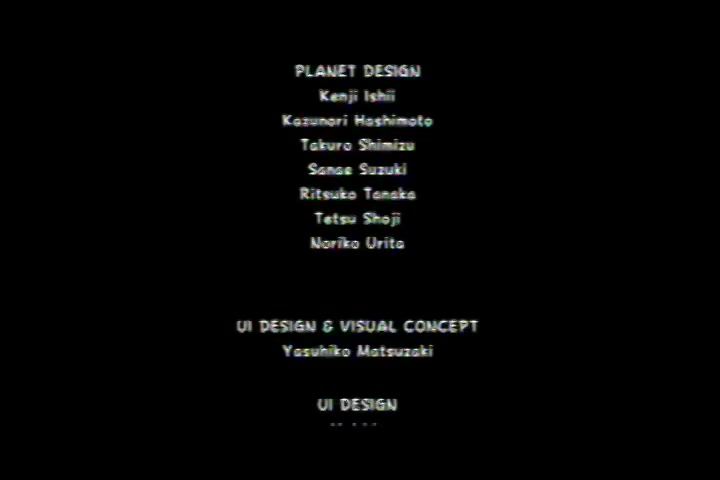 PLANET DESIGN
Kenji Ishii
Kazunori Hashimoto
Takuro Shimizu
Sanae Suzuki
Ritsuko Tanaka
Tetsu Shoji
Noriko Urita
UI DESIGN & VISUAL CONCEPT
Yasuhiko Matsuzaki
UI DESIGN